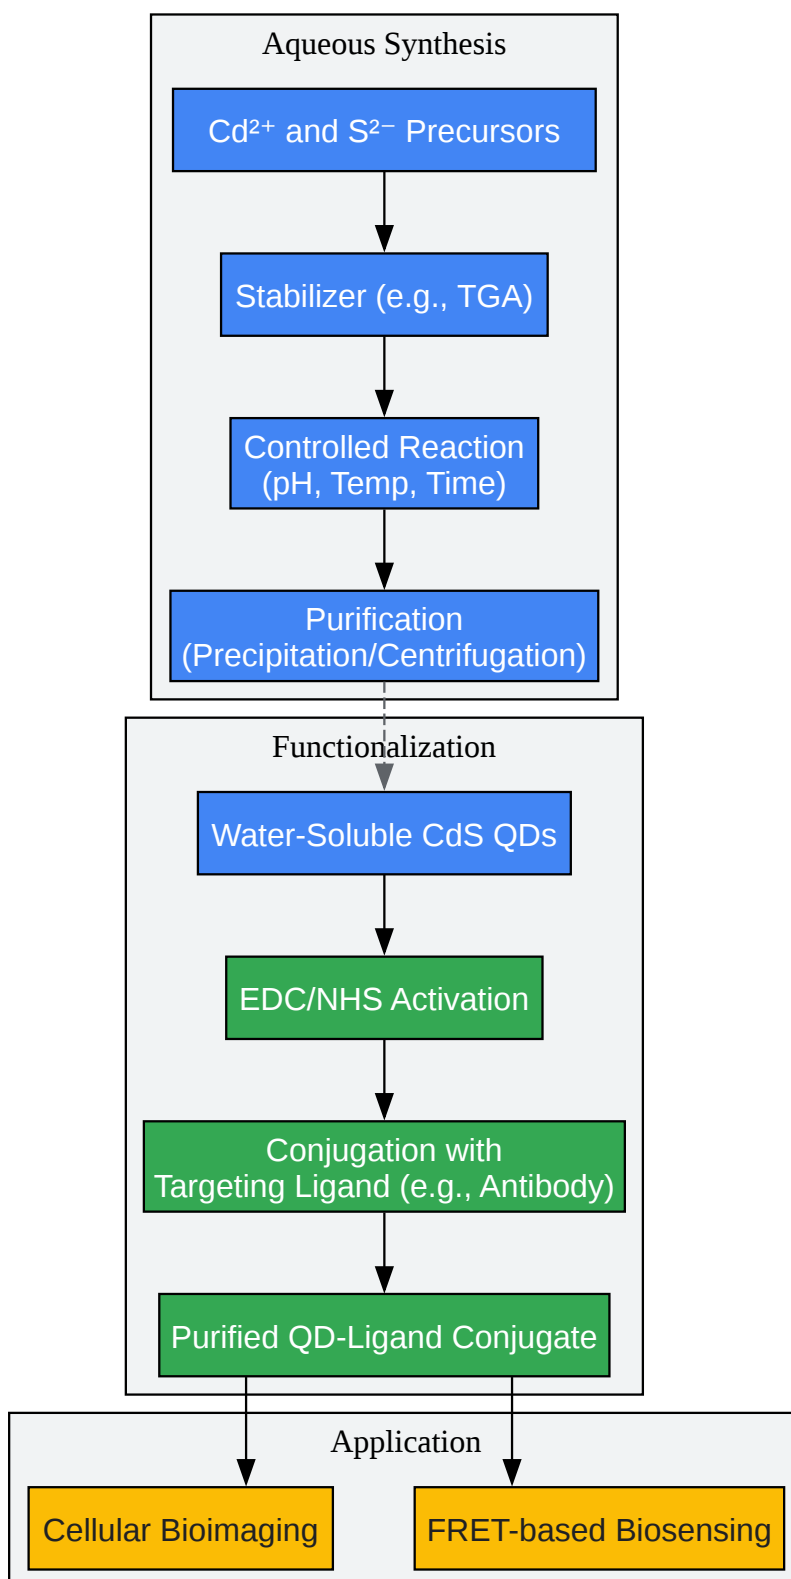 Aqueous Synthesis
Cd²⁺ and S²⁻ Precursors
Stabilizer (e.g., TGA)
Controlled Reaction
(pH, Temp, Time)
Purification
(Precipitation/Centrifugation)
Functionalization
Water-Soluble CdS QDs
EDC/NHS Activation
Conjugation with
Targeting Ligand (e.g., Antibody)
Purified QD-Ligand Conjugate
Application
Cellular Bioimaging
FRET-based Biosensing